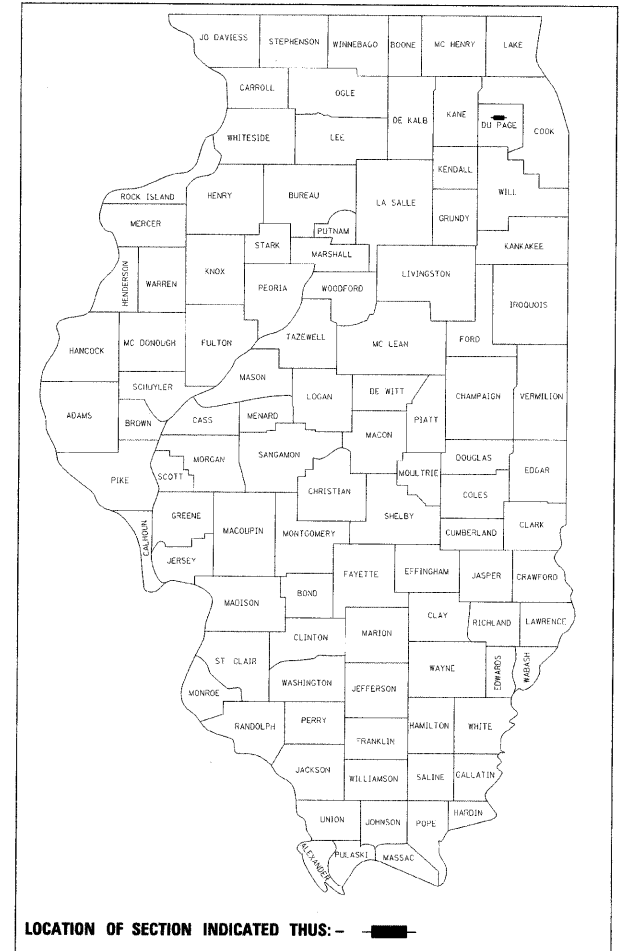 JO DAVIESS STEPHENSON WINNEBAGO BOONE MC HENRY LAKE
CARROLL OGLE
DE KALB KANE DU PAGE COOK
WHITESIDE LEE
KENDALL
ROCK ISLAND HENRY BUREAU LA SALLE WILL
MERCER GRUNDY
PUTNAM
STARK MARSHALL KANKAKEE
HENDERSON WARREN KNOX PEORIA WOODFORD LIVINGSTON
IROQUOIS
HANCOCK MC DONOUGH FULTON TAZEWELL MC LEAN FORD
SCHUYLER MASON
ADAMS BROWN CASS MENARD LOGAN DE WITT CHAMPAIGN VERMILION
PIATT
MACON
MORGAN SANGAMON DOUGLAS
PIKE SCOTT MOULTRIE EDGAR
CHRISTIAN COLES
GREENE SHELBY
CALHOUN MACOUPIN MONTGOMERY CUMBERLAND CLARK
JERSEY
FAYETTE EFFINGHAM JASPER CRAWFORD
MADISON BOND
CLAY RICHLAND LAWRENCE
CLINTON MARION
ST CLAIR WAYNE EDWARDS WABASH
WASHINGTON JEFFERSON
MONROE
RANDOLPH PERRY HAMILTON WHITE
FRANKLIN
JACKSON WILLIAMSON SALINE GALLATIN
HARDIN
UNION JOHNSON POPE
ALEXANDER PULASKI MASSAC
LOCATION OF SECTION INDICATED THUS: -